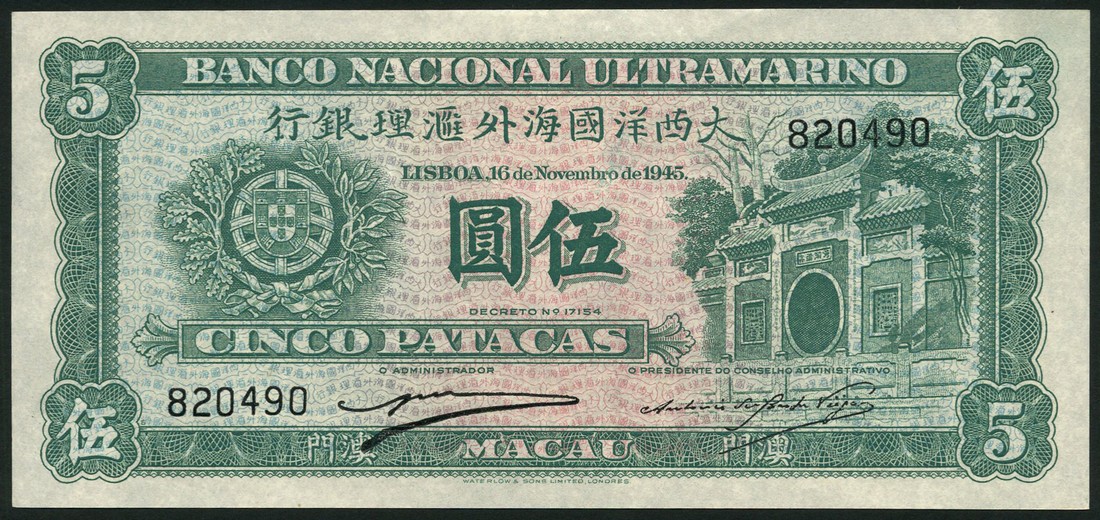 BANCO NACIONAL ULTRAMARINO
5
伍
大西洋國海外滙理銀行
820490
LISBOA, 16 de Novembro de 1945.
伍圓
DECRETO Nº 17154
CINCO PATACAS
O ADMINISTRADOR
O PRESIDENTE DO CONSELHO ADMINISTRATIVO
820490
伍
5
澳門
MACAU
澳門
WATERLOW & SONS LIMITED, LONDRES